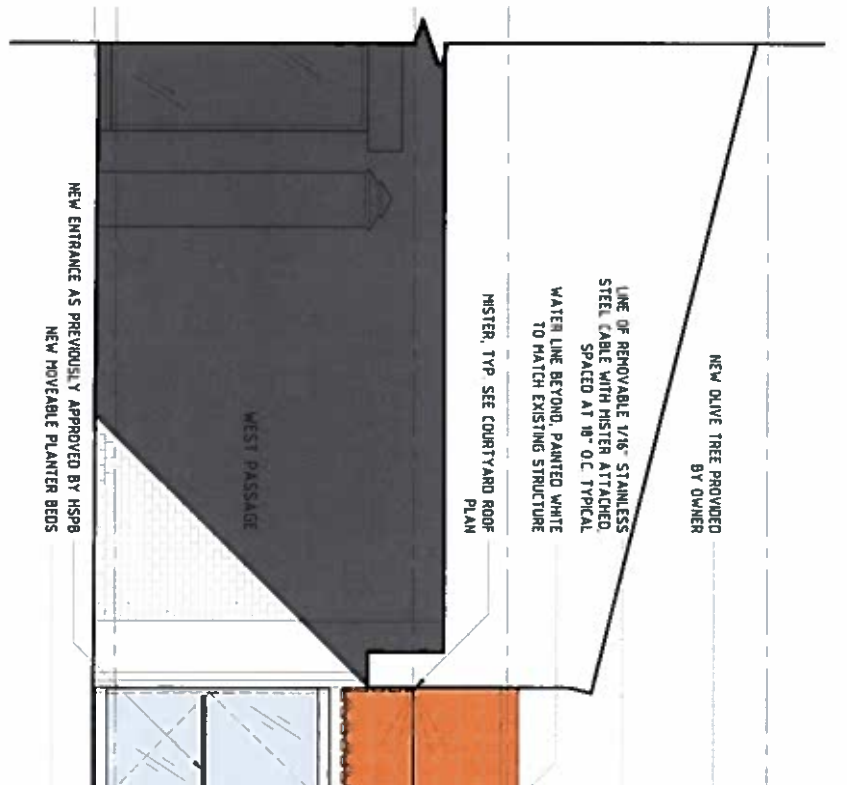 NEW OLIVE TREE PROVIDED
BY OWNER
LINE OF REMOVABLE 1/16" STAINLESS
STEEL CABLE WITH MISTER ATTACHED,
SPACED AT 18" O.C. TYPICAL
WATER LINE BEYOND, PAINTED WHITE
TO MATCH EXISTING STRUCTURE
MISTER, TYP. SEE COURTYARD ROOF
PLAN
WEST PASSAGE
NEW ENTRANCE AS PREVIOUSLY APPROVED BY HSPB
NEW MOVEABLE PLANTER BEDS